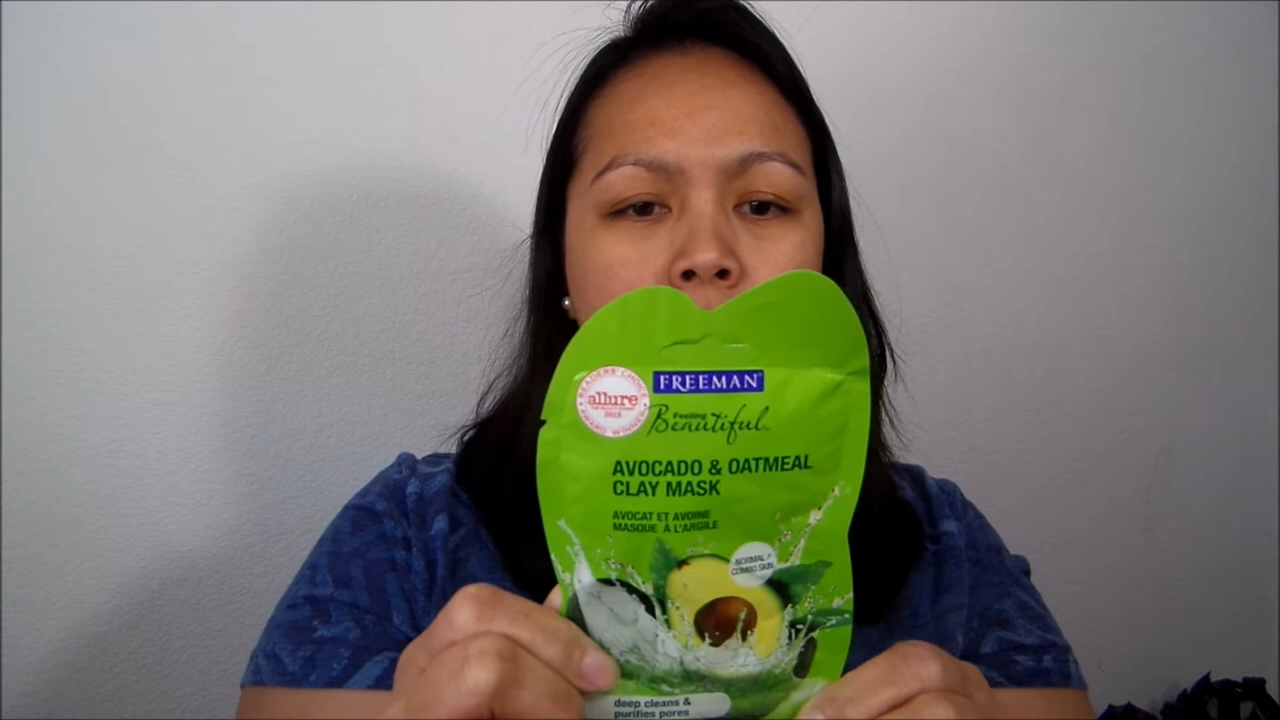 FREEMAN
READERS' CHOICE
allure
AWARD WINNER
Feeling
Beautiful
AVOCADO & OATMEAL
CLAY MASK
AVOCAT ET AVOINE
MASQUE À L'ARGILE
NORMAL /
COMBO SKIN
deep cleans &
purifies pores